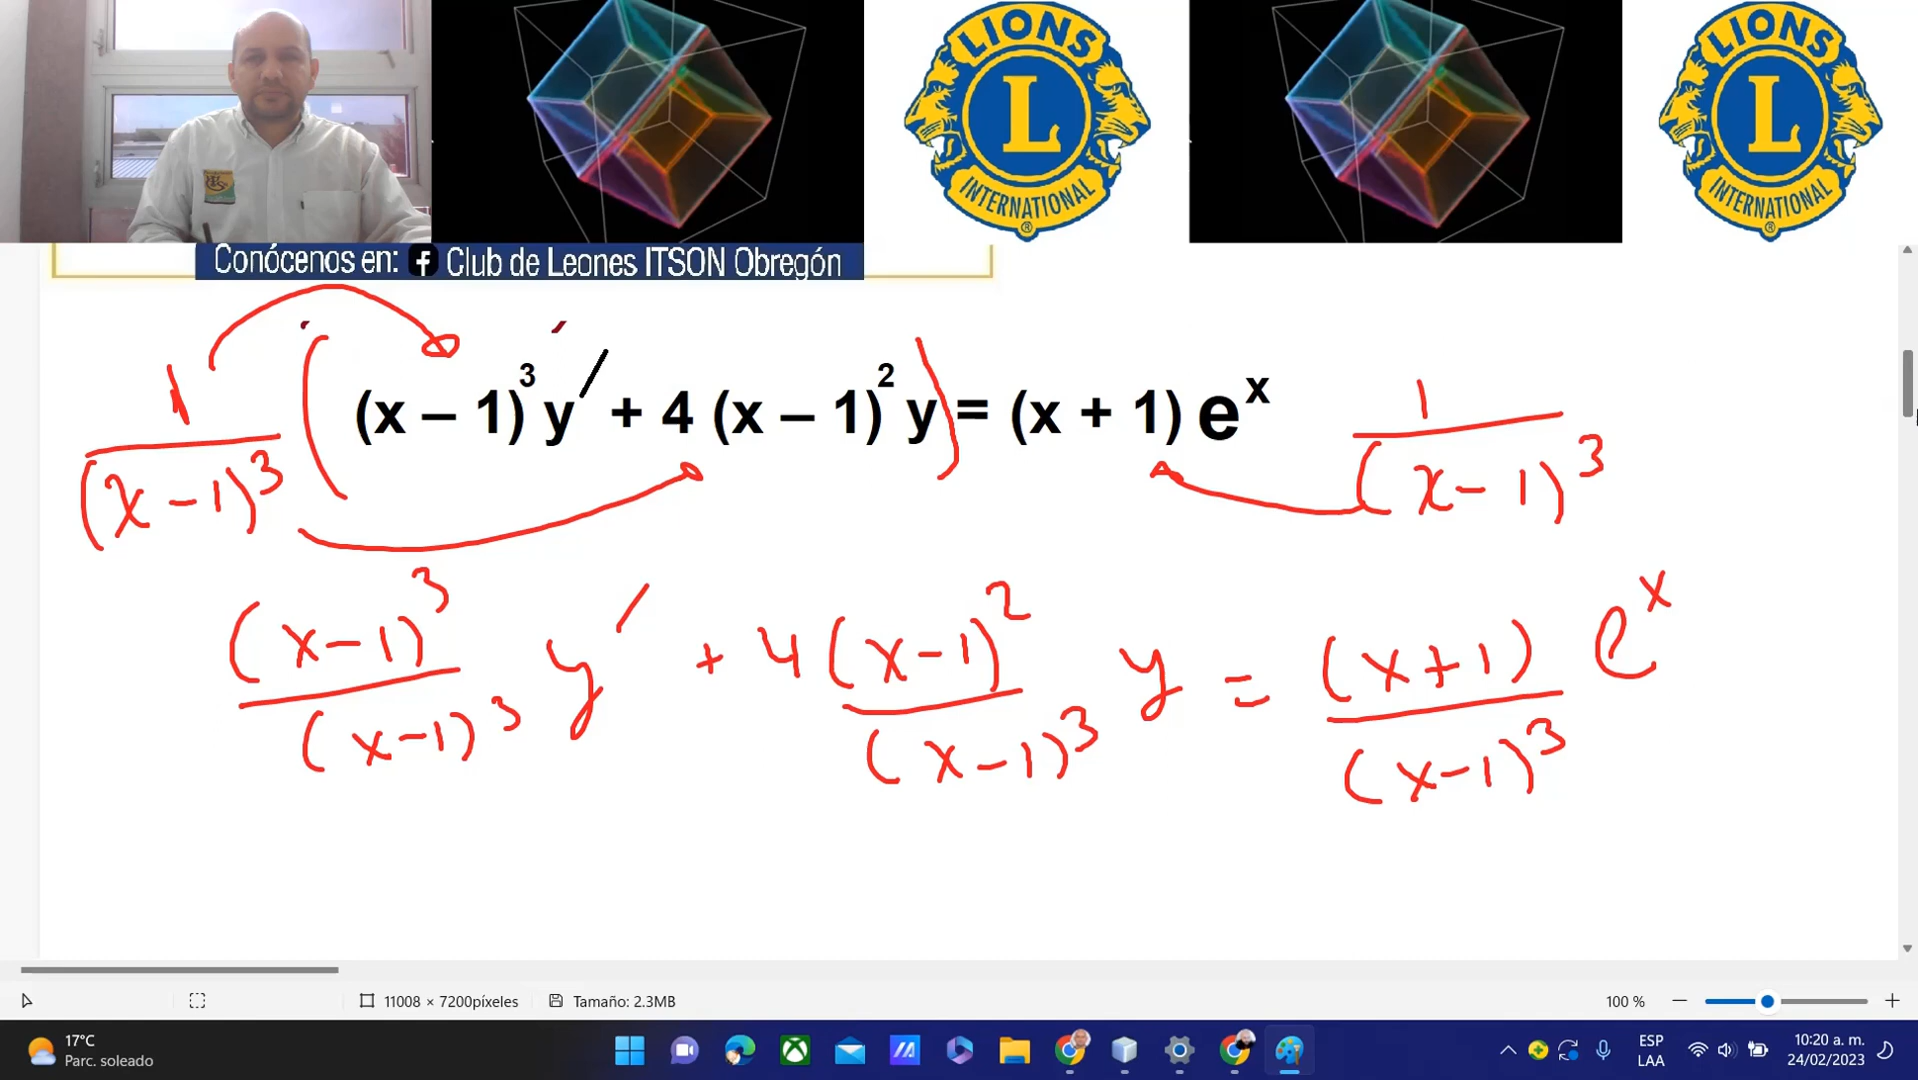 LIONS L INTERNATIONAL ®
LIONS L INTERNATIONAL ®
Conócenos en: f Club de Leones ITSON Obregón
1/(x-1)^3 ( (x – 1)^3 y′ + 4 (x – 1)^2 y ) = (x + 1) e^x 1/(x-1)^3
(x-1)^3/(x-1)^3 y′ + 4(x-1)^2/(x-1)^3 y = (x+1)/(x-1)^3 e^x
11008 × 7200píxeles Tamaño: 2.3MB 100 %
17°C
Parc. soleado
ESP
LAA
10:20 a. m.
24/02/2023